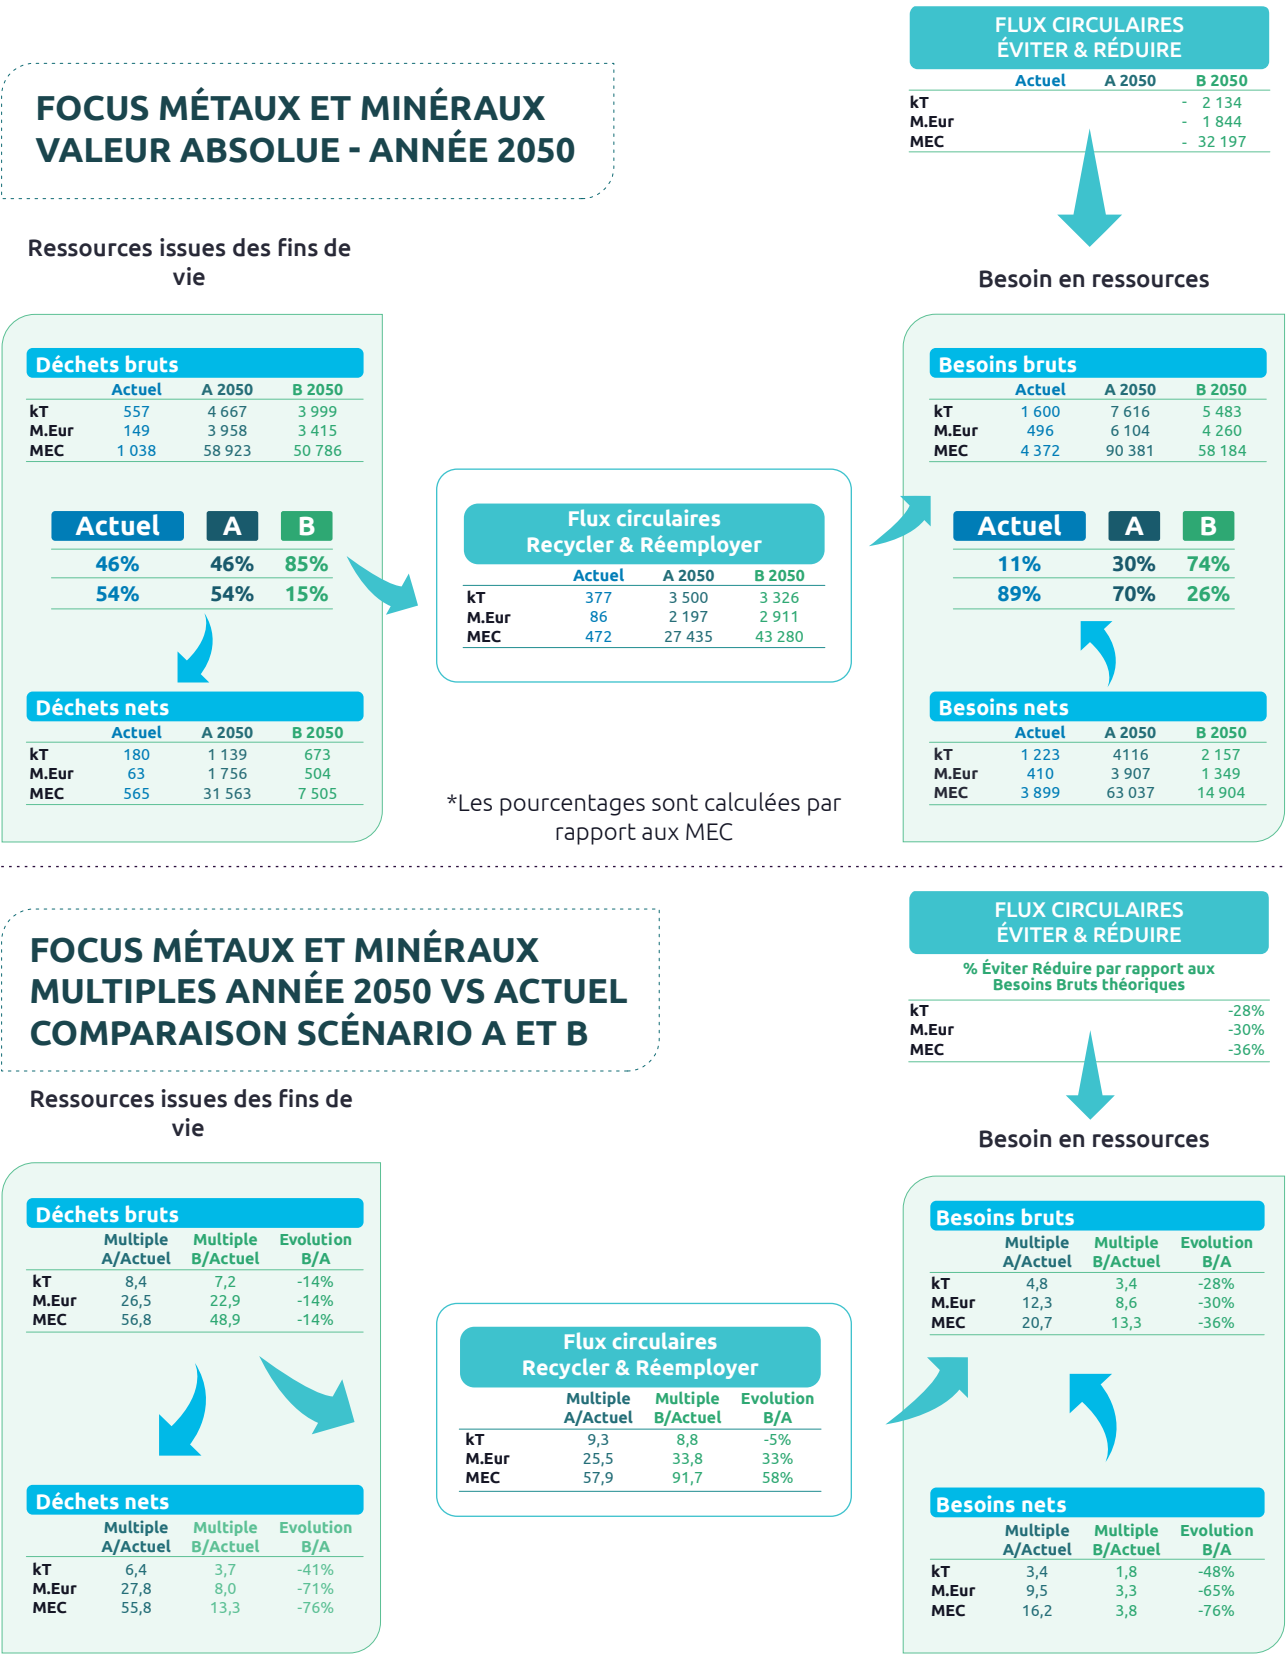 FLUX CIRCULAIRES
ÉVITER & RÉDUIRE
Actuel A 2050 B 2050
kT - 2 134
M.Eur - 1 844
MEC - 32 197
FOCUS MÉTAUX ET MINÉRAUX
VALEUR ABSOLUE - ANNÉE 2050
Ressources issues des fins de
vie
Besoin en ressources
Déchets bruts
Actuel A 2050 B 2050
kT 557 4 667 3 999
M.Eur 149 3 958 3 415
MEC 1 038 58 923 50 786
Actuel A B
46% 46% 85%
54% 54% 15%
Déchets nets
Actuel A 2050 B 2050
kT 180 1 139 673
M.Eur 63 1 756 504
MEC 565 31 563 7 505
Flux circulaires
Recycler & Réemployer
Actuel A 2050 B 2050
kT 377 3 500 3 326
M.Eur 86 2 197 2 911
MEC 472 27 435 43 280
*Les pourcentages sont calculées par
rapport aux MEC
Besoins bruts
Actuel A 2050 B 2050
kT 1 600 7 616 5 483
M.Eur 496 6 104 4 260
MEC 4 372 90 381 58 184
Actuel A B
11% 30% 74%
89% 70% 26%
Besoins nets
Actuel A 2050 B 2050
kT 1 223 4116 2 157
M.Eur 410 3 907 1 349
MEC 3 899 63 037 14 904
FOCUS MÉTAUX ET MINÉRAUX
MULTIPLES ANNÉE 2050 VS ACTUEL
COMPARAISON SCÉNARIO A ET B
FLUX CIRCULAIRES
ÉVITER & RÉDUIRE
% Éviter Réduire par rapport aux
Besoins Bruts théoriques
kT -28%
M.Eur -30%
MEC -36%
Ressources issues des fins de
vie
Besoin en ressources
Déchets bruts
Multiple Multiple Evolution
A/Actuel B/Actuel B/A
kT 8,4 7,2 -14%
M.Eur 26,5 22,9 -14%
MEC 56,8 48,9 -14%
Déchets nets
Multiple Multiple Evolution
A/Actuel B/Actuel B/A
kT 6,4 3,7 -41%
M.Eur 27,8 8,0 -71%
MEC 55,8 13,3 -76%
Flux circulaires
Recycler & Réemployer
Multiple Multiple Evolution
A/Actuel B/Actuel B/A
kT 9,3 8,8 -5%
M.Eur 25,5 33,8 33%
MEC 57,9 91,7 58%
Besoins bruts
Multiple Multiple Evolution
A/Actuel B/Actuel B/A
kT 4,8 3,4 -28%
M.Eur 12,3 8,6 -30%
MEC 20,7 13,3 -36%
Besoins nets
Multiple Multiple Evolution
A/Actuel B/Actuel B/A
kT 3,4 1,8 -48%
M.Eur 9,5 3,3 -65%
MEC 16,2 3,8 -76%